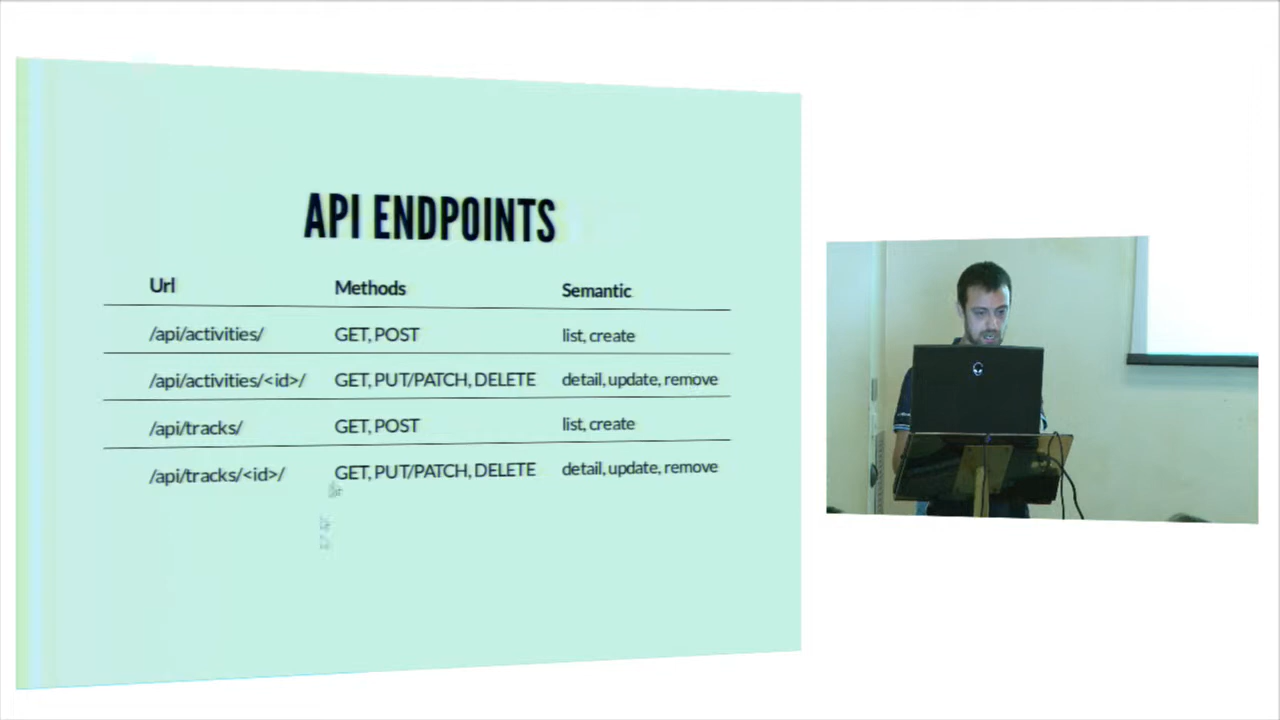 API ENDPOINTS
Url Methods Semantic
/api/activities/ GET, POST list, create
/api/activities/<id>/ GET, PUT/PATCH, DELETE detail, update, remove
/api/tracks/ GET, POST list, create
/api/tracks/<id>/ GET, PUT/PATCH, DELETE detail, update, remove